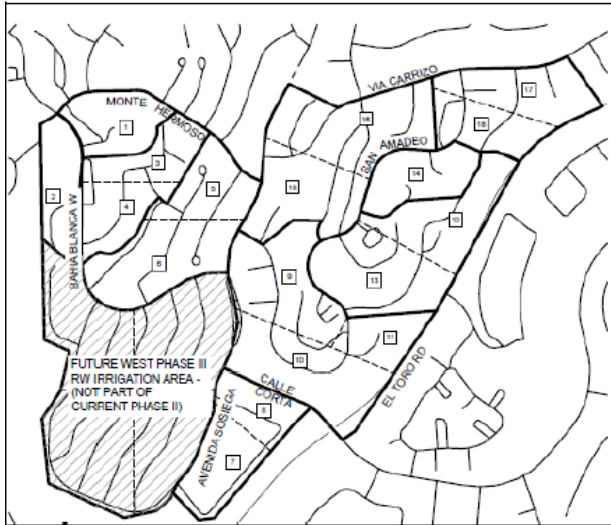 VIA CARRIZO
17
MONTE
HERMOSO
16
18
1
SAN
AMADEO
3
14
5
2
15
4
BAHIA BLANCA W
6
9
13
FUTURE WEST PHASE III
RW IRRIGATION AREA -
(NOT PART OF
CURRENT PHASE II)
10
11
EL TORO RD
CALLE
CORTA
AVENIDA SOSIEGA
8
7